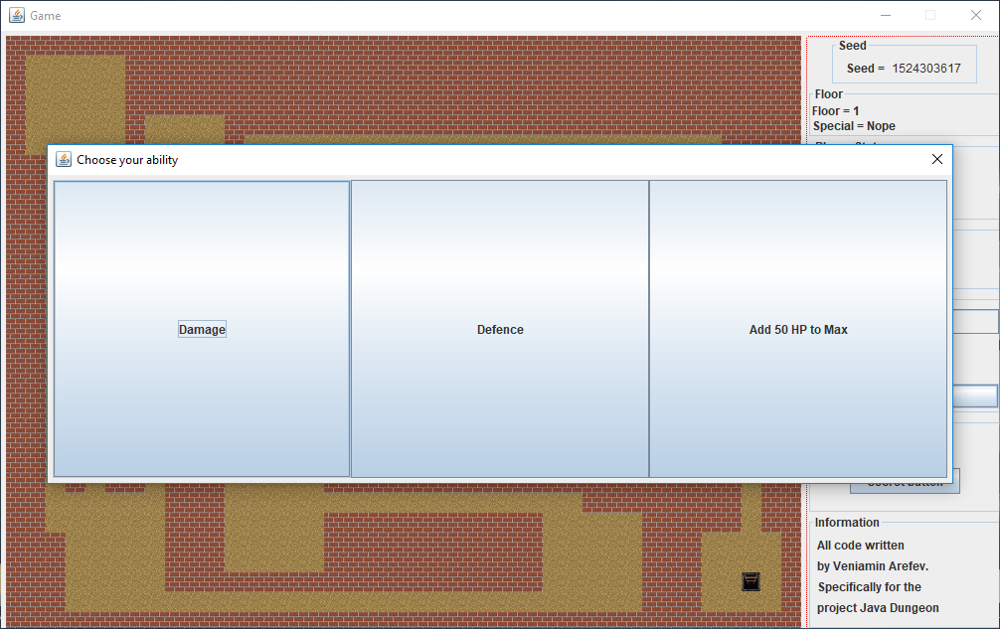 Game
Seed
Seed = 1524303617
Floor
Floor = 1
Special = Nope
Choose your ability
Damage
Defence
Add 50 HP to Max
Information
All code written
by Veniamin Arefev.
Specifically for the
project Java Dungeon